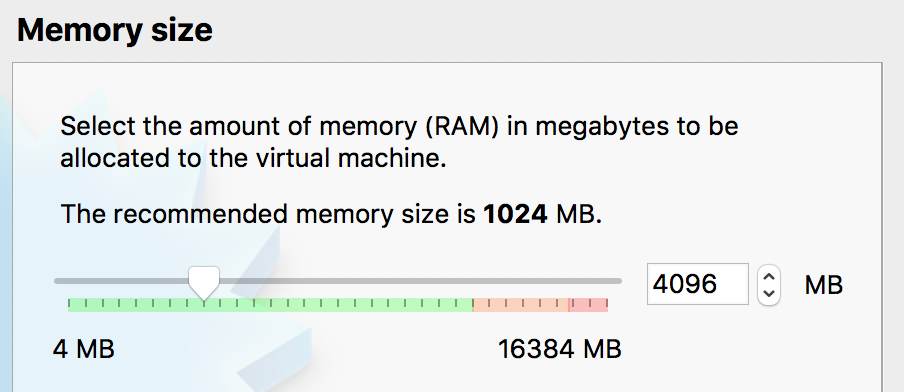 Memory size
Select the amount of memory (RAM) in megabytes to be
allocated to the virtual machine.
The recommended memory size is 1024 MB.
4096 MB
4 MB 16384 MB